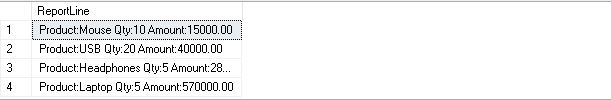 ReportLine
1 Product:Mouse Qty:10 Amount:15000.00
2 Product:USB Qty:20 Amount:40000.00
3 Product:Headphones Qty:5 Amount:28...
4 Product:Laptop Qty:5 Amount:570000.00